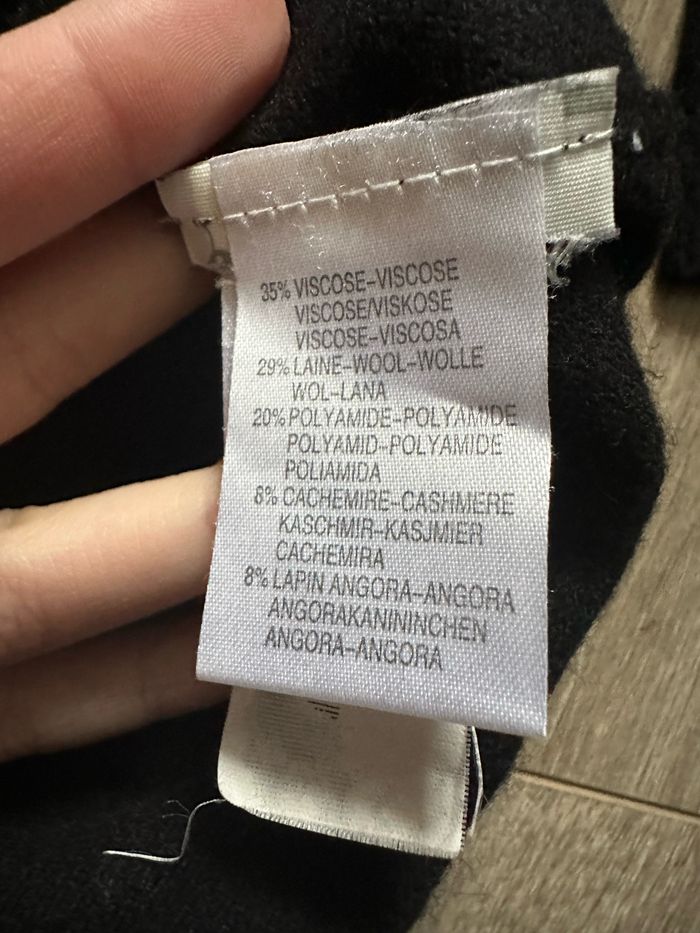 35% VISCOSE-VISCOSE
VISCOSE/VISKOSE
VISCOSE-VISCOSA
29% LAINE-WOOL-WOLLE
WOL-LANA
20% POLYAMIDE-POLYAMIDE
POLYAMID-POLYAMIDE
POLIAMIDA
8% CACHEMIRE-CASHMERE
KASCHMIR-KASJMIER
CACHEMIRA
8% LAPIN ANGORA-ANGORA
ANGORAKANININCHEN
ANGORA-ANGORA